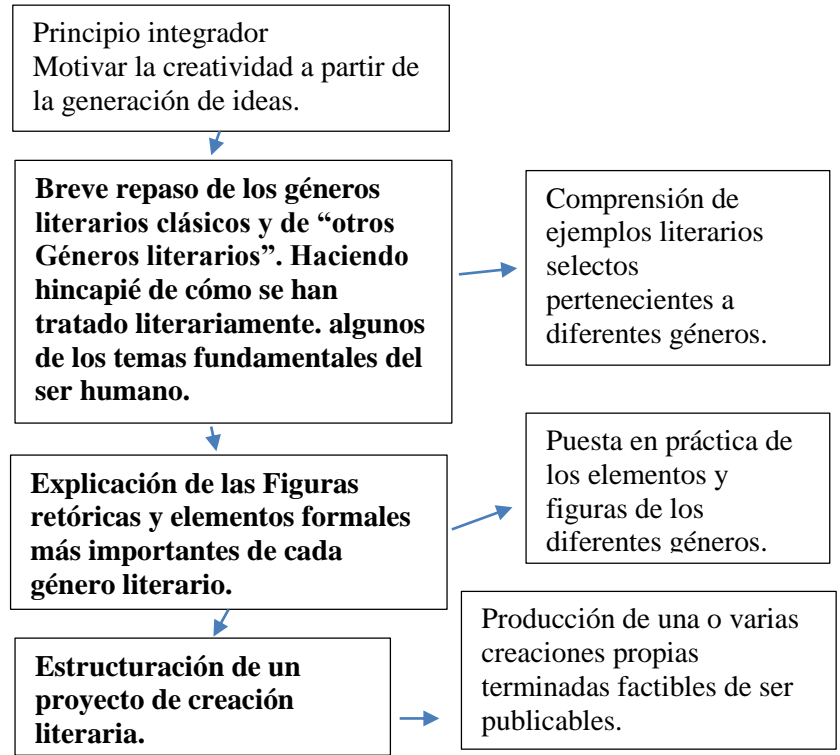 Principio integrador
Motivar la creatividad a partir de
la generación de ideas.
Breve repaso de los géneros
literarios clásicos y de “otros
Géneros literarios”. Haciendo
hincapié de cómo se han
tratado literariamente. algunos
de los temas fundamentales del
ser humano.
Comprensión de
ejemplos literarios
selectos
pertenecientes a
diferentes géneros.
Explicación de las Figuras
retóricas y elementos formales
más importantes de cada
género literario.
Puesta en práctica de
los elementos y
figuras de los
diferentes géneros.
Estructuración de un
proyecto de creación
literaria.
Producción de una o varias
creaciones propias
terminadas factibles de ser
publicables.